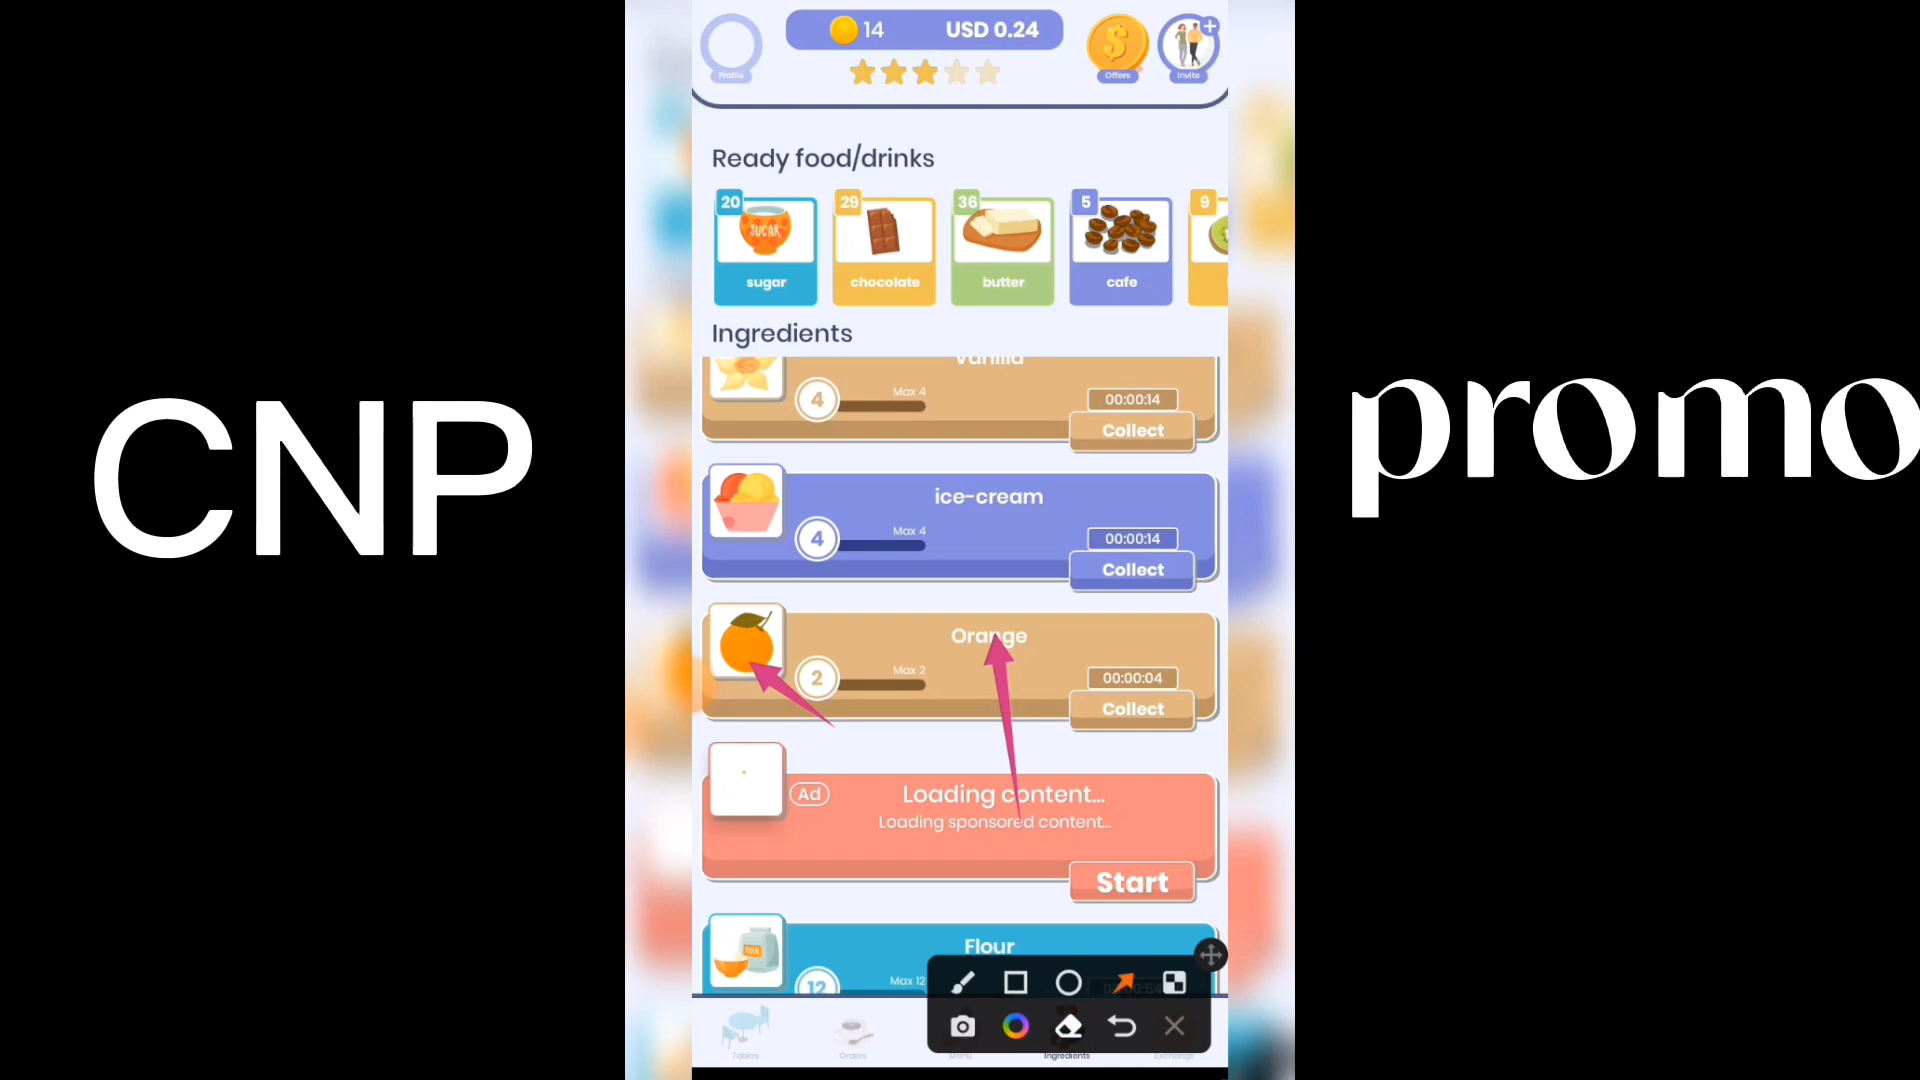 14 USD 0.24
Profile
Offers
Invite
Ready food/drinks
20 29 36 5 9
SUGAR
sugar chocolate butter cafe
Ingredients
Vanilla
4 Max 4 00:00:14
Collect
ice-cream
4 Max 4 00:00:14
Collect
Orange
2 Max 2 00:00:04
Collect
Ad Loading content...
Loading sponsored content...
Start
Flour
12 Max 12
Tables Orders Menu Ingredients Exchange
CNP
promo